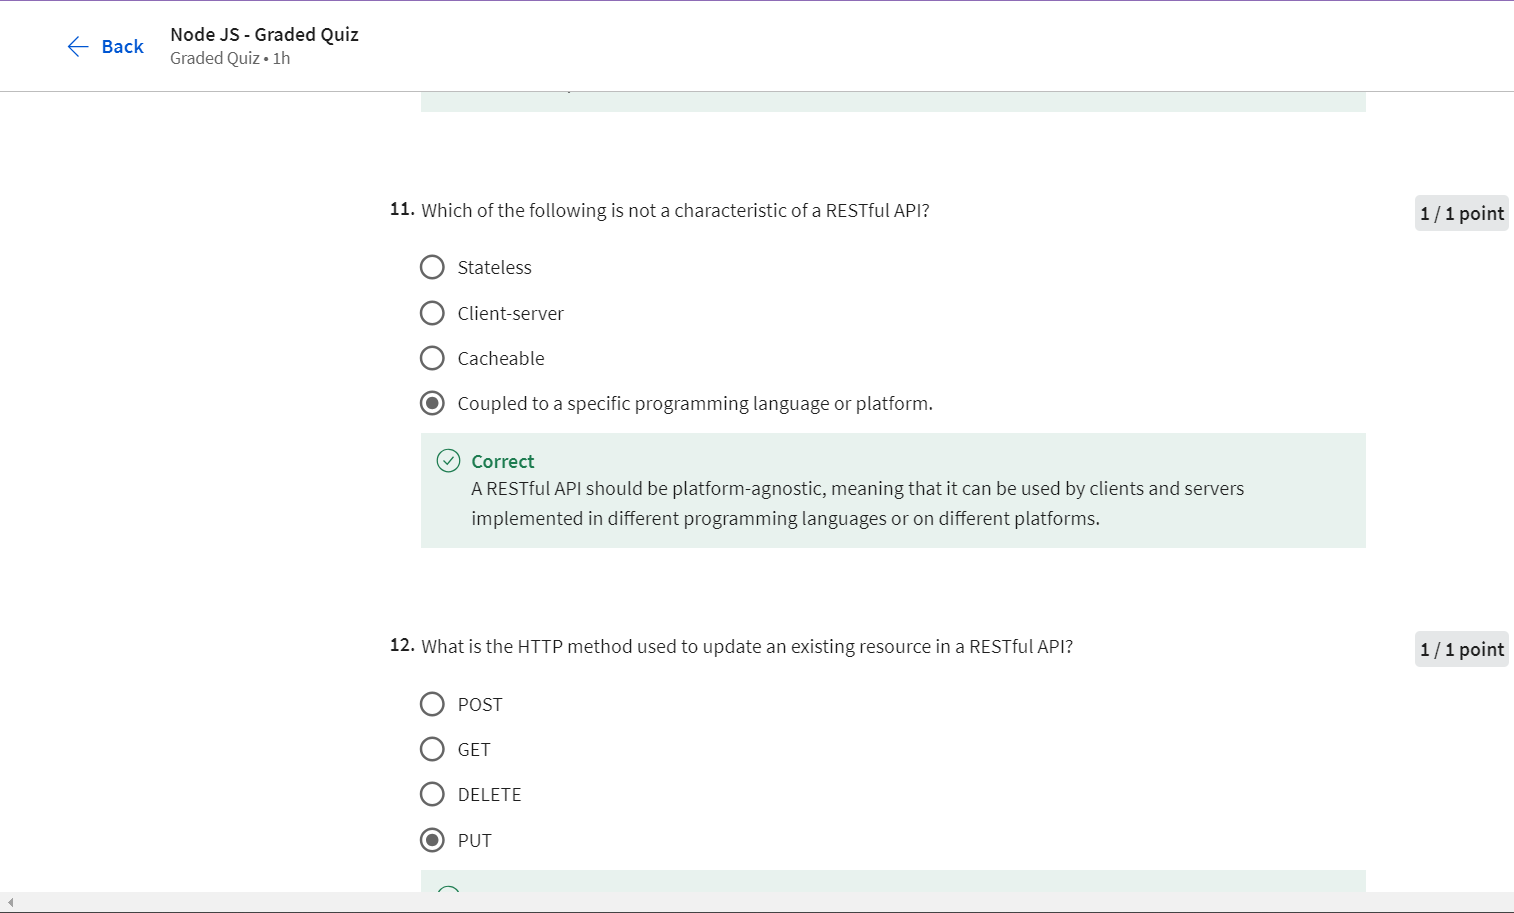 Back
Node JS - Graded Quiz
Graded Quiz • 1h
11. Which of the following is not a characteristic of a RESTful API?
1 / 1 point
Stateless
Client-server
Cacheable
Coupled to a specific programming language or platform.
Correct
A RESTful API should be platform-agnostic, meaning that it can be used by clients and servers
implemented in different programming languages or on different platforms.
12. What is the HTTP method used to update an existing resource in a RESTful API?
1 / 1 point
POST
GET
DELETE
PUT